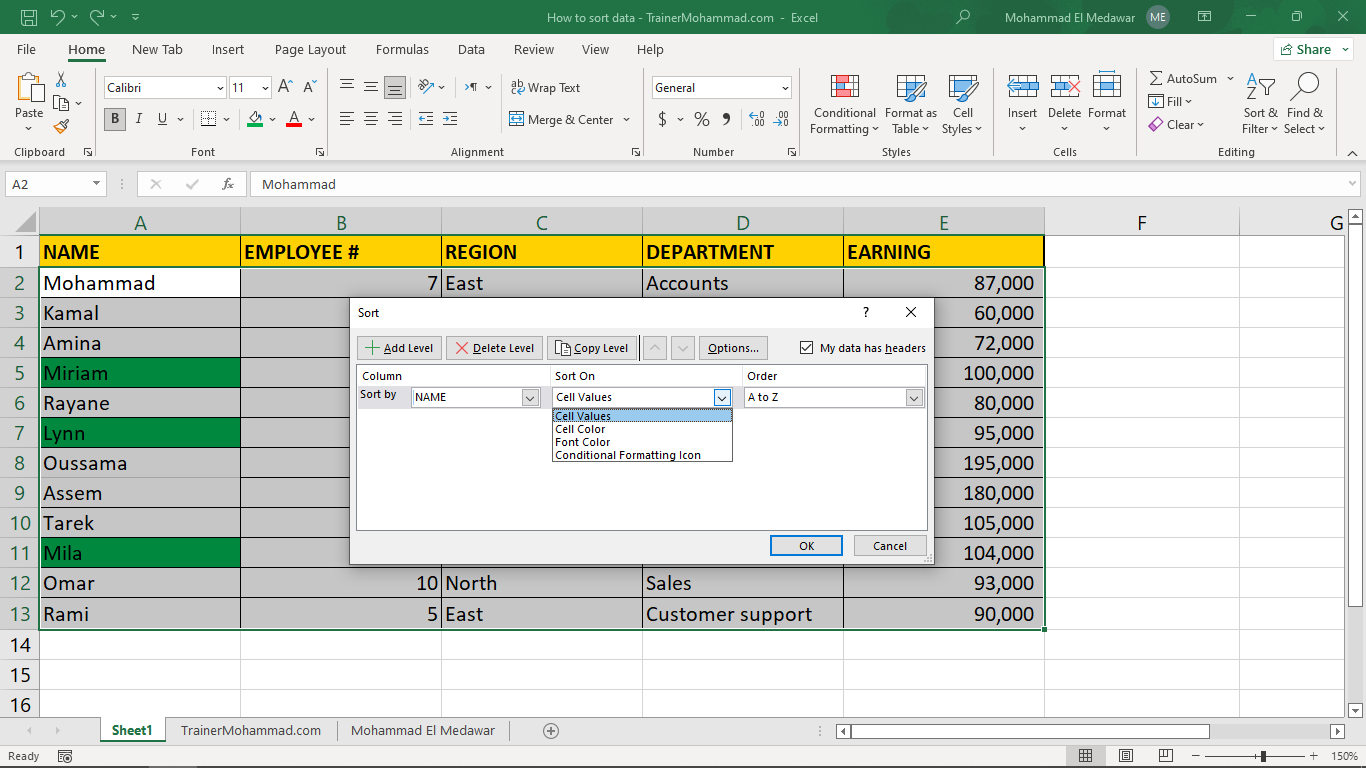 How to sort data - TrainerMohammad.com - Excel
Mohammad El Medawar ME
File Home New Tab Insert Page Layout Formulas Data Review View Help Share
Paste
Clipboard
Calibri 11
B I U
Font
ab Wrap Text
Merge & Center
Alignment
General
$ % 9
Number
Conditional Formatting
Format as Table
Cell Styles
Styles
Insert Delete Format
Cells
AutoSum
Fill
Clear
Sort & Filter
Find & Select
Editing
A2 fx Mohammad
A B C D E F G
1 NAME EMPLOYEE # REGION DEPARTMENT EARNING
2 Mohammad 7 East Accounts 87,000
3 Kamal 60,000
4 Amina 72,000
5 Miriam 100,000
6 Rayane 80,000
7 Lynn 95,000
8 Oussama 195,000
9 Assem 180,000
10 Tarek 105,000
11 Mila 104,000
12 Omar 10 North Sales 93,000
13 Rami 5 East Customer support 90,000
14
15
16
Sort ?
Add Level Delete Level Copy Level Options... My data has headers
Column Sort On Order
Sort by NAME Cell Values A to Z
Cell Values
Cell Color
Font Color
Conditional Formatting Icon
OK Cancel
Sheet1 TrainerMohammad.com Mohammad El Medawar
Ready 150%